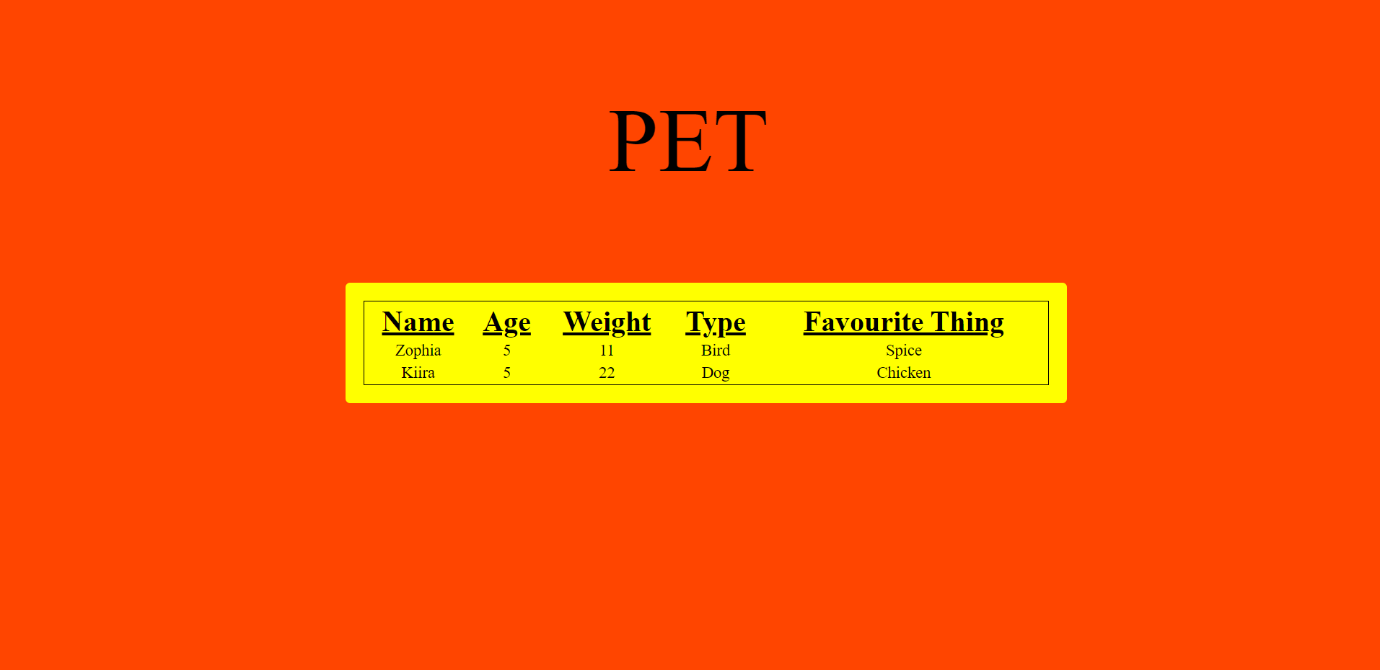 PET
Name Age Weight Type Favourite Thing
Zophia 5 11 Bird Spice
Kiira 5 22 Dog Chicken